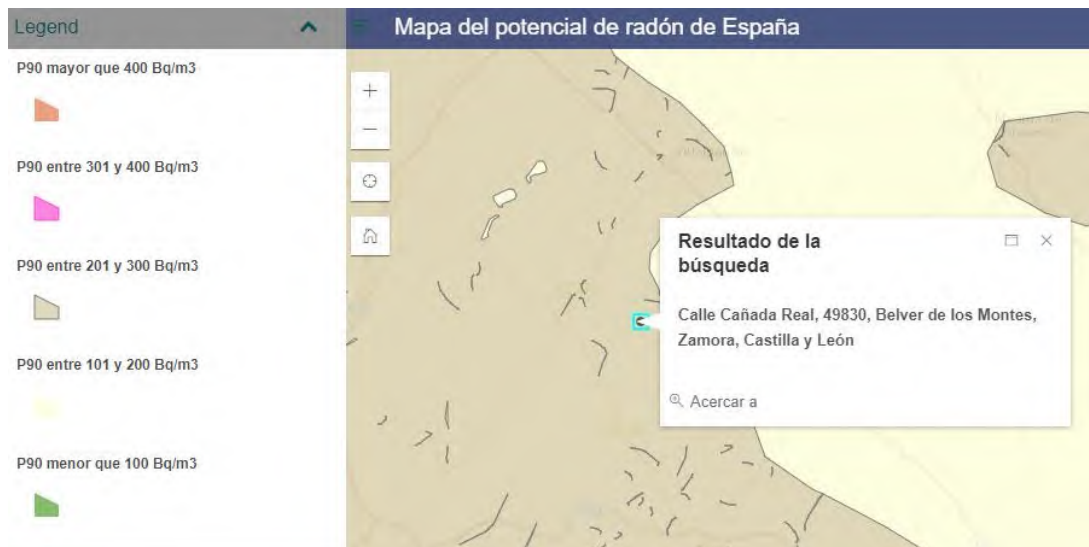 Legend
P90 mayor que 400 Bq/m3
P90 entre 301 y 400 Bq/m3
P90 entre 201 y 300 Bq/m3
P90 entre 101 y 200 Bq/m3
P90 menor que 100 Bq/m3
Mapa del potencial de radón de España
+
−
Resultado de la
búsqueda
Calle Cañada Real, 49830, Belver de los Montes,
Zamora, Castilla y León
Acercar a